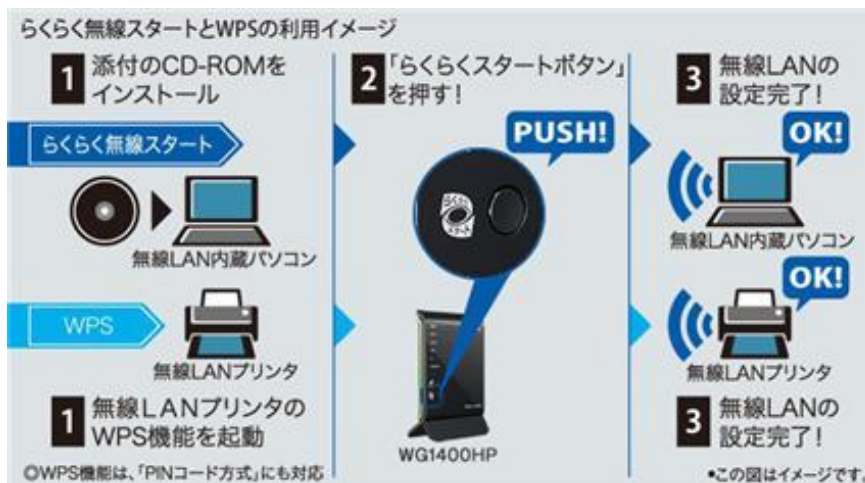 らくらく無線スタートとWPSの利用イメージ
1 添付のCD-ROMを
インストール
らくらく無線スタート
無線LAN内蔵パソコン
WPS
無線LANプリンタ
1 無線LANプリンタの
WPS機能を起動
◎WPS機能は、「PINコード方式」にも対応
2 「らくらくスタートボタン」
を押す!
PUSH!
らくらく
スタート
WG1400HP
3 無線LANの
設定完了!
OK!
無線LAN内蔵パソコン
OK!
無線LANプリンタ
3 無線LANの
設定完了!
•この図はイメージです。